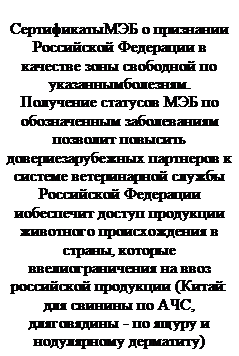 СертификатыМЭБ о признании
Российской Федерации в
качестве зоны свободной по
указаннымболезням.
Получение статусов МЭБ по
обозначенным заболеваниям
позволит повысить
довериезарубежных партнеров к
системе ветеринарной службы
Российской Федерации
иобеспечит доступ продукции
животного происхождения в
страны, которые
ввелиограничения на ввоз
российской продукции (Китай:
для свинины по АЧС,
дляговядины - по ящуру и
нодулярному дерматиту)